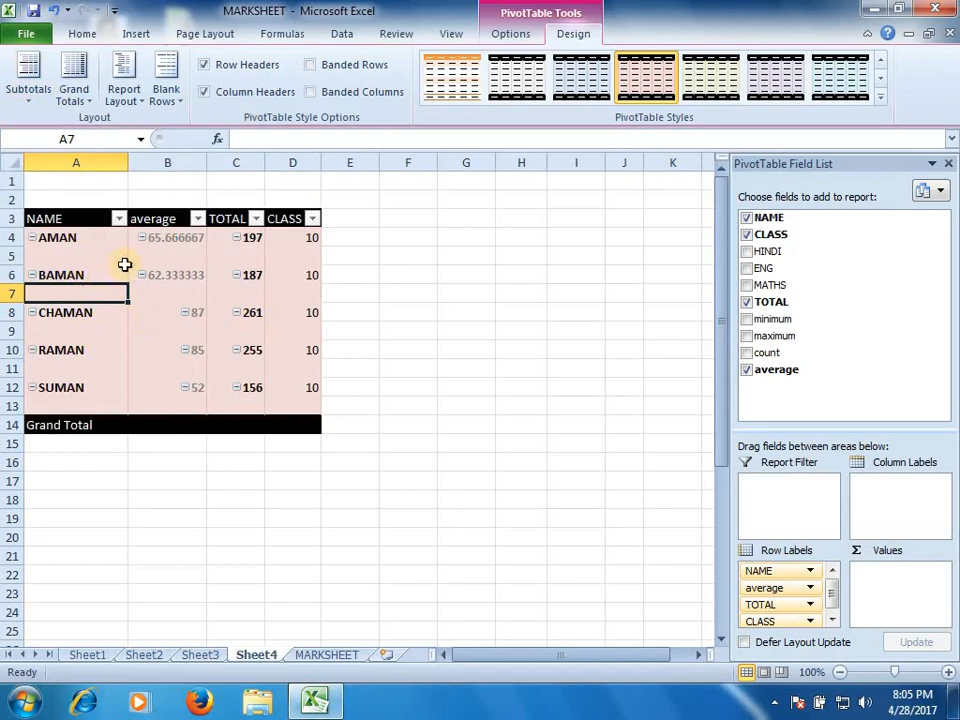 MARKSHEET - Microsoft Excel
PivotTable Tools
File Home Insert Page Layout Formulas Data Review View Options Design
Subtotals
Grand Totals
Report Layout
Blank Rows
Layout
Row Headers
Banded Rows
Column Headers
Banded Columns
PivotTable Style Options
PivotTable Styles
A7
fx
A B C D E F G H I J K
1
2
3 NAME average TOTAL CLASS
4 AMAN 65.666667 197 10
5
6 BAMAN 62.333333 187 10
7
8 CHAMAN 87 261 10
9
10 RAMAN 85 255 10
11
12 SUMAN 52 156 10
13
14 Grand Total
15
16
17
18
19
20
21
22
23
24
25
PivotTable Field List
Choose fields to add to report:
NAME
CLASS
HINDI
ENG
MATHS
TOTAL
minimum
maximum
count
average
Drag fields between areas below:
Report Filter
Column Labels
Row Labels
Σ Values
NAME
average
TOTAL
CLASS
Defer Layout Update
Update
Sheet1 Sheet2 Sheet3 Sheet4 MARKSHEET
Ready
100%
8:05 PM
4/28/2017